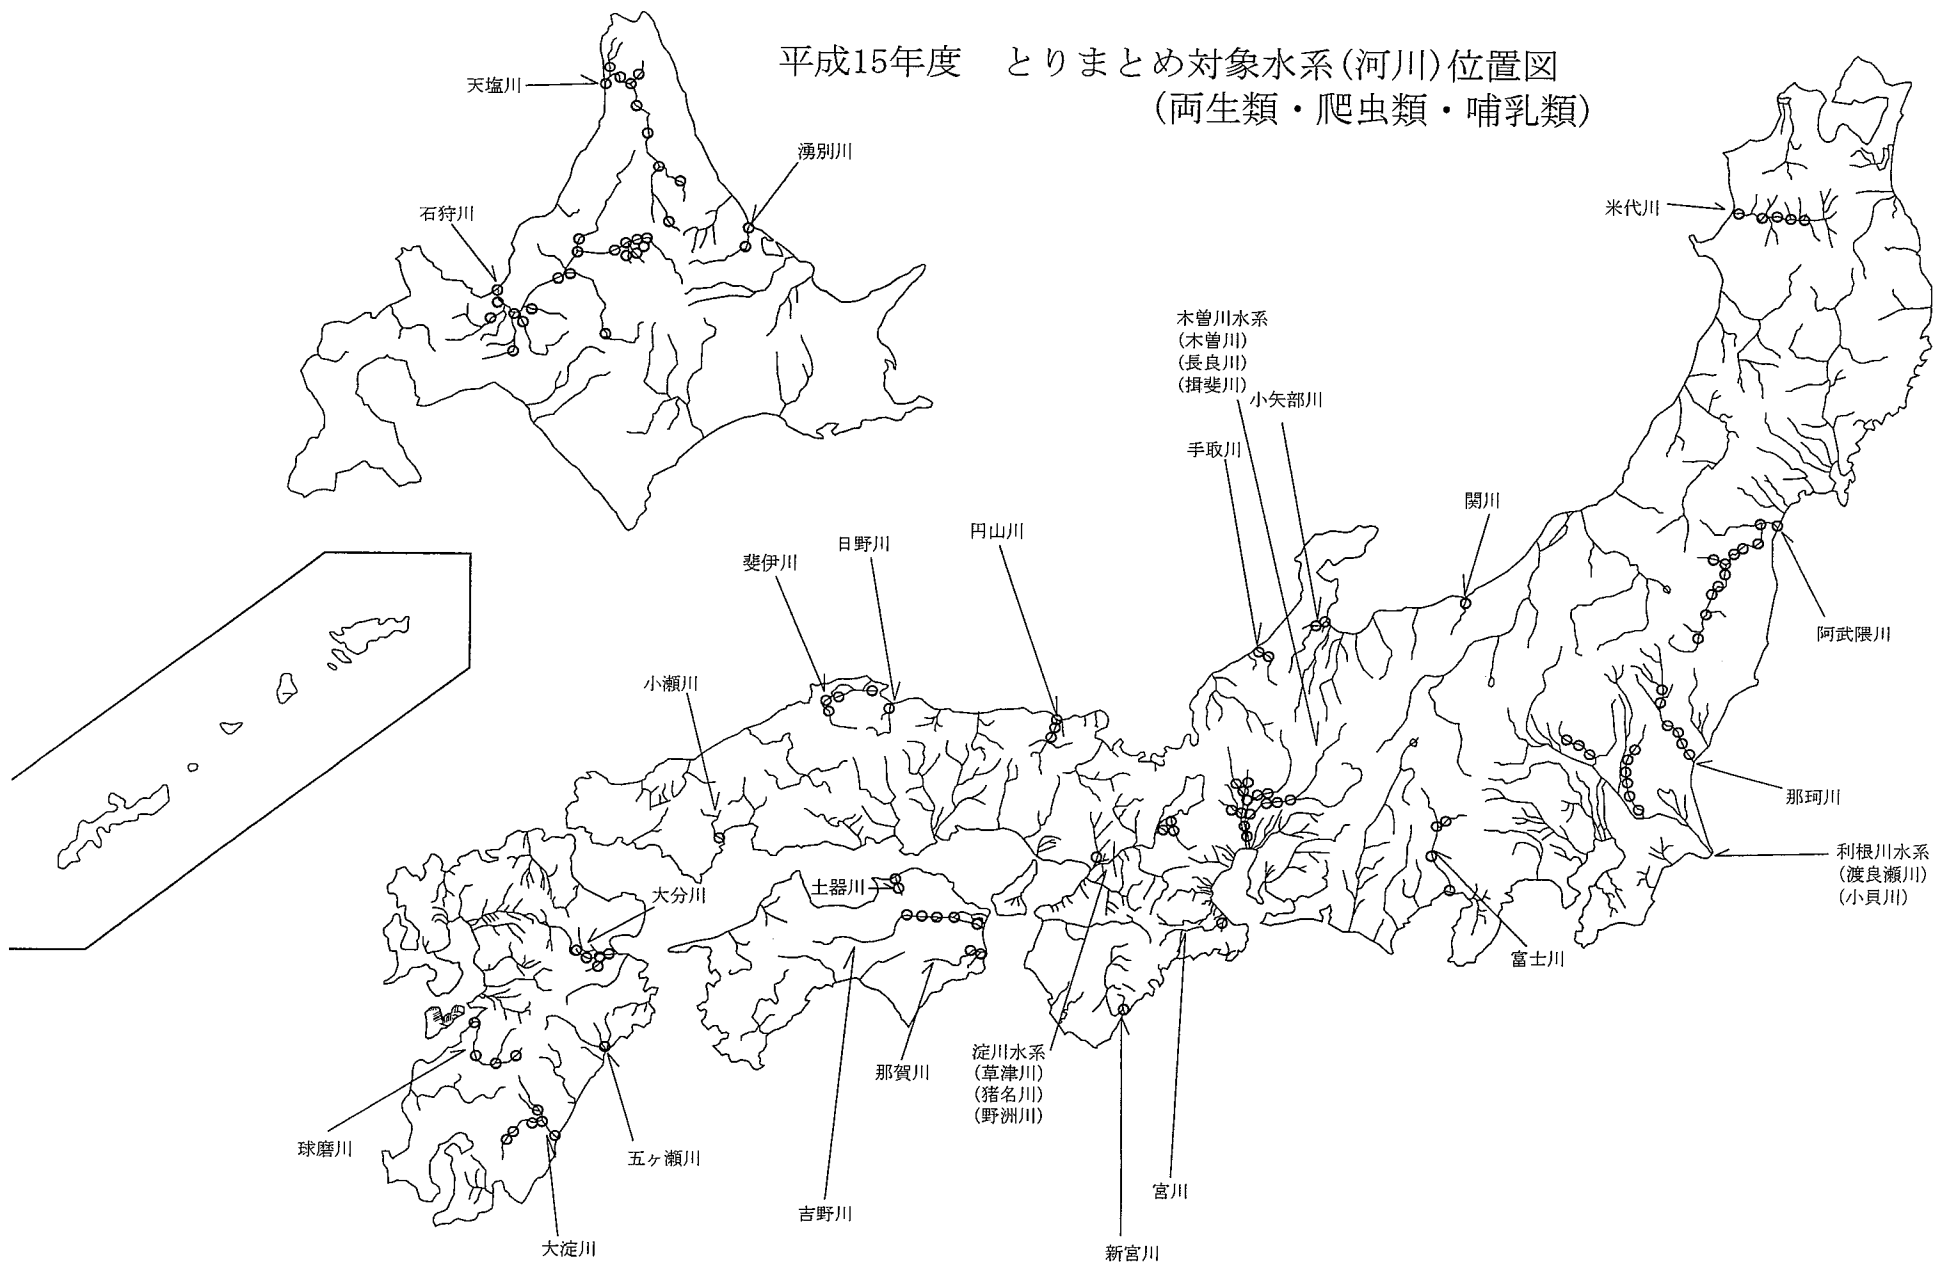 平成15年度　とりまとめ対象水系(河川)位置図
(両生類・爬虫類・哺乳類)
天塩川
湧別川
石狩川
米代川
木曽川水系
(木曽川)
(長良川)
(揖斐川)
小矢部川
手取川
関川
円山川
日野川
斐伊川
阿武隈川
小瀬川
那珂川
利根川水系
(渡良瀬川)
(小貝川)
土器川
大分川
富士川
淀川水系
(草津川)
(猪名川)
(野洲川)
那賀川
球磨川
五ヶ瀬川
宮川
吉野川
大淀川
新宮川